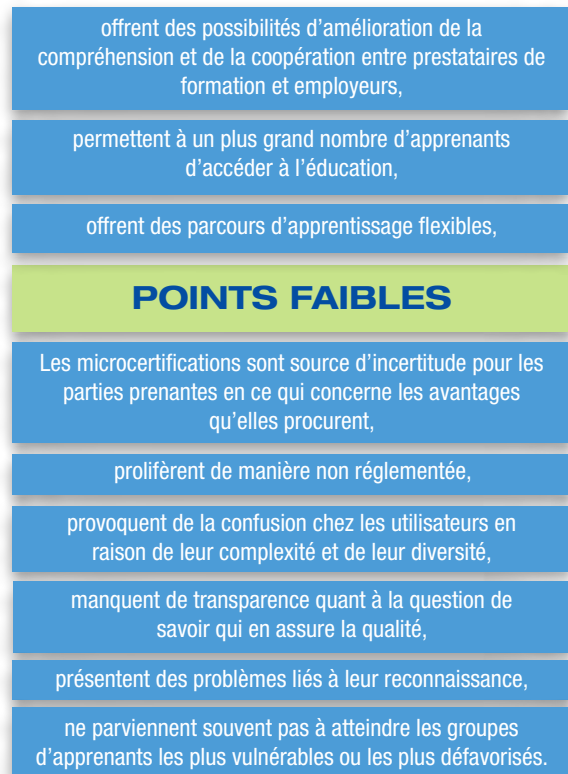 offrent des possibilités d'amélioration de la
compréhension et de la coopération entre prestataires de
formation et employeurs,
permettent à un plus grand nombre d'apprenants
d'accéder à l'éducation,
offrent des parcours d'apprentissage flexibles,
POINTS FAIBLES
Les microcertifications sont source d'incertitude pour les
parties prenantes en ce qui concerne les avantages
qu'elles procurent,
prolifèrent de manière non réglementée,
provoquent de la confusion chez les utilisateurs en
raison de leur complexité et de leur diversité,
manquent de transparence quant à la question de
savoir qui en assure la qualité,
présentent des problèmes liés à leur reconnaissance,
ne parviennent souvent pas à atteindre les groupes
d'apprenants les plus vulnérables ou les plus défavorisés.